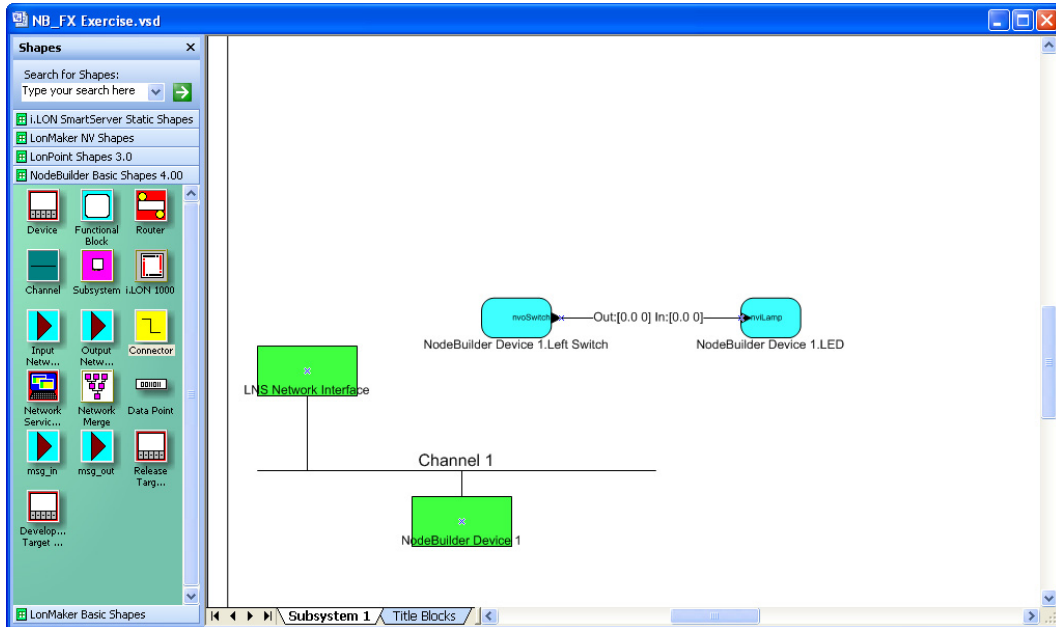 NB_FX Exercise.vsd
Shapes
Search for Shapes:
Type your search here
i.LON SmartServer Static Shapes
LonMaker NV Shapes
LonPoint Shapes 3.0
NodeBuilder Basic Shapes 4.00
Device
Functional
Block
Router
Channel
Subsystem
i.LON 1000
Input
Netw...
Output
Netw...
Connector
Network
Servic...
Network
Merge
Data Point
msg_in
msg_out
Release
Targ...
Develop...
Target ...
LonMaker Basic Shapes
nvoSwitch
Out:[0.0 0] In:[0.0 0]
nviLamp
NodeBuilder Device 1.Left Switch
NodeBuilder Device 1.LED
LNS Network Interface
Channel 1
NodeBuilder Device 1
Subsystem 1
Title Blocks